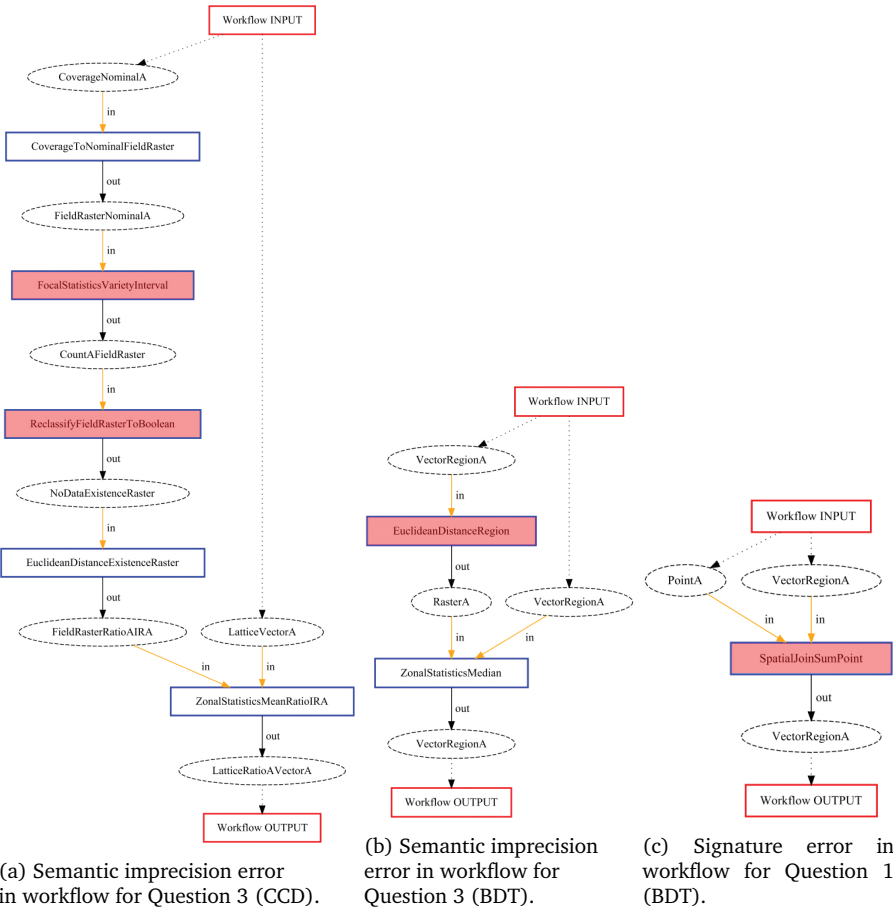 Workflow INPUT
CoverageNominalA
in
CoverageToNominalFieldRaster
out
FieldRasterNominalA
in
FocalStatisticsVarietyInterval
out
CountAFieldRaster
in
ReclassifyFieldRasterToBoolean
out
NoDataExistenceRaster
in
EuclideanDistanceExistenceRaster
out
FieldRasterRatioAIRA
LatticeVectorA
in
in
ZonalStatisticsMeanRatioIRA
out
LatticeRatioAVectorA
Workflow OUTPUT
(a) Semantic imprecision error
in workflow for Question 3 (CCD).
Workflow INPUT
VectorRegionA
in
EuclideanDistanceRegion
out
RasterA
VectorRegionA
in
in
ZonalStatisticsMedian
out
VectorRegionA
Workflow OUTPUT
(b) Semantic imprecision
error in workflow for
Question 3 (BDT).
Workflow INPUT
PointA
VectorRegionA
in
in
SpatialJoinSumPoint
out
VectorRegionA
Workflow OUTPUT
(c) Signature error in
workflow for Question 1
(BDT).